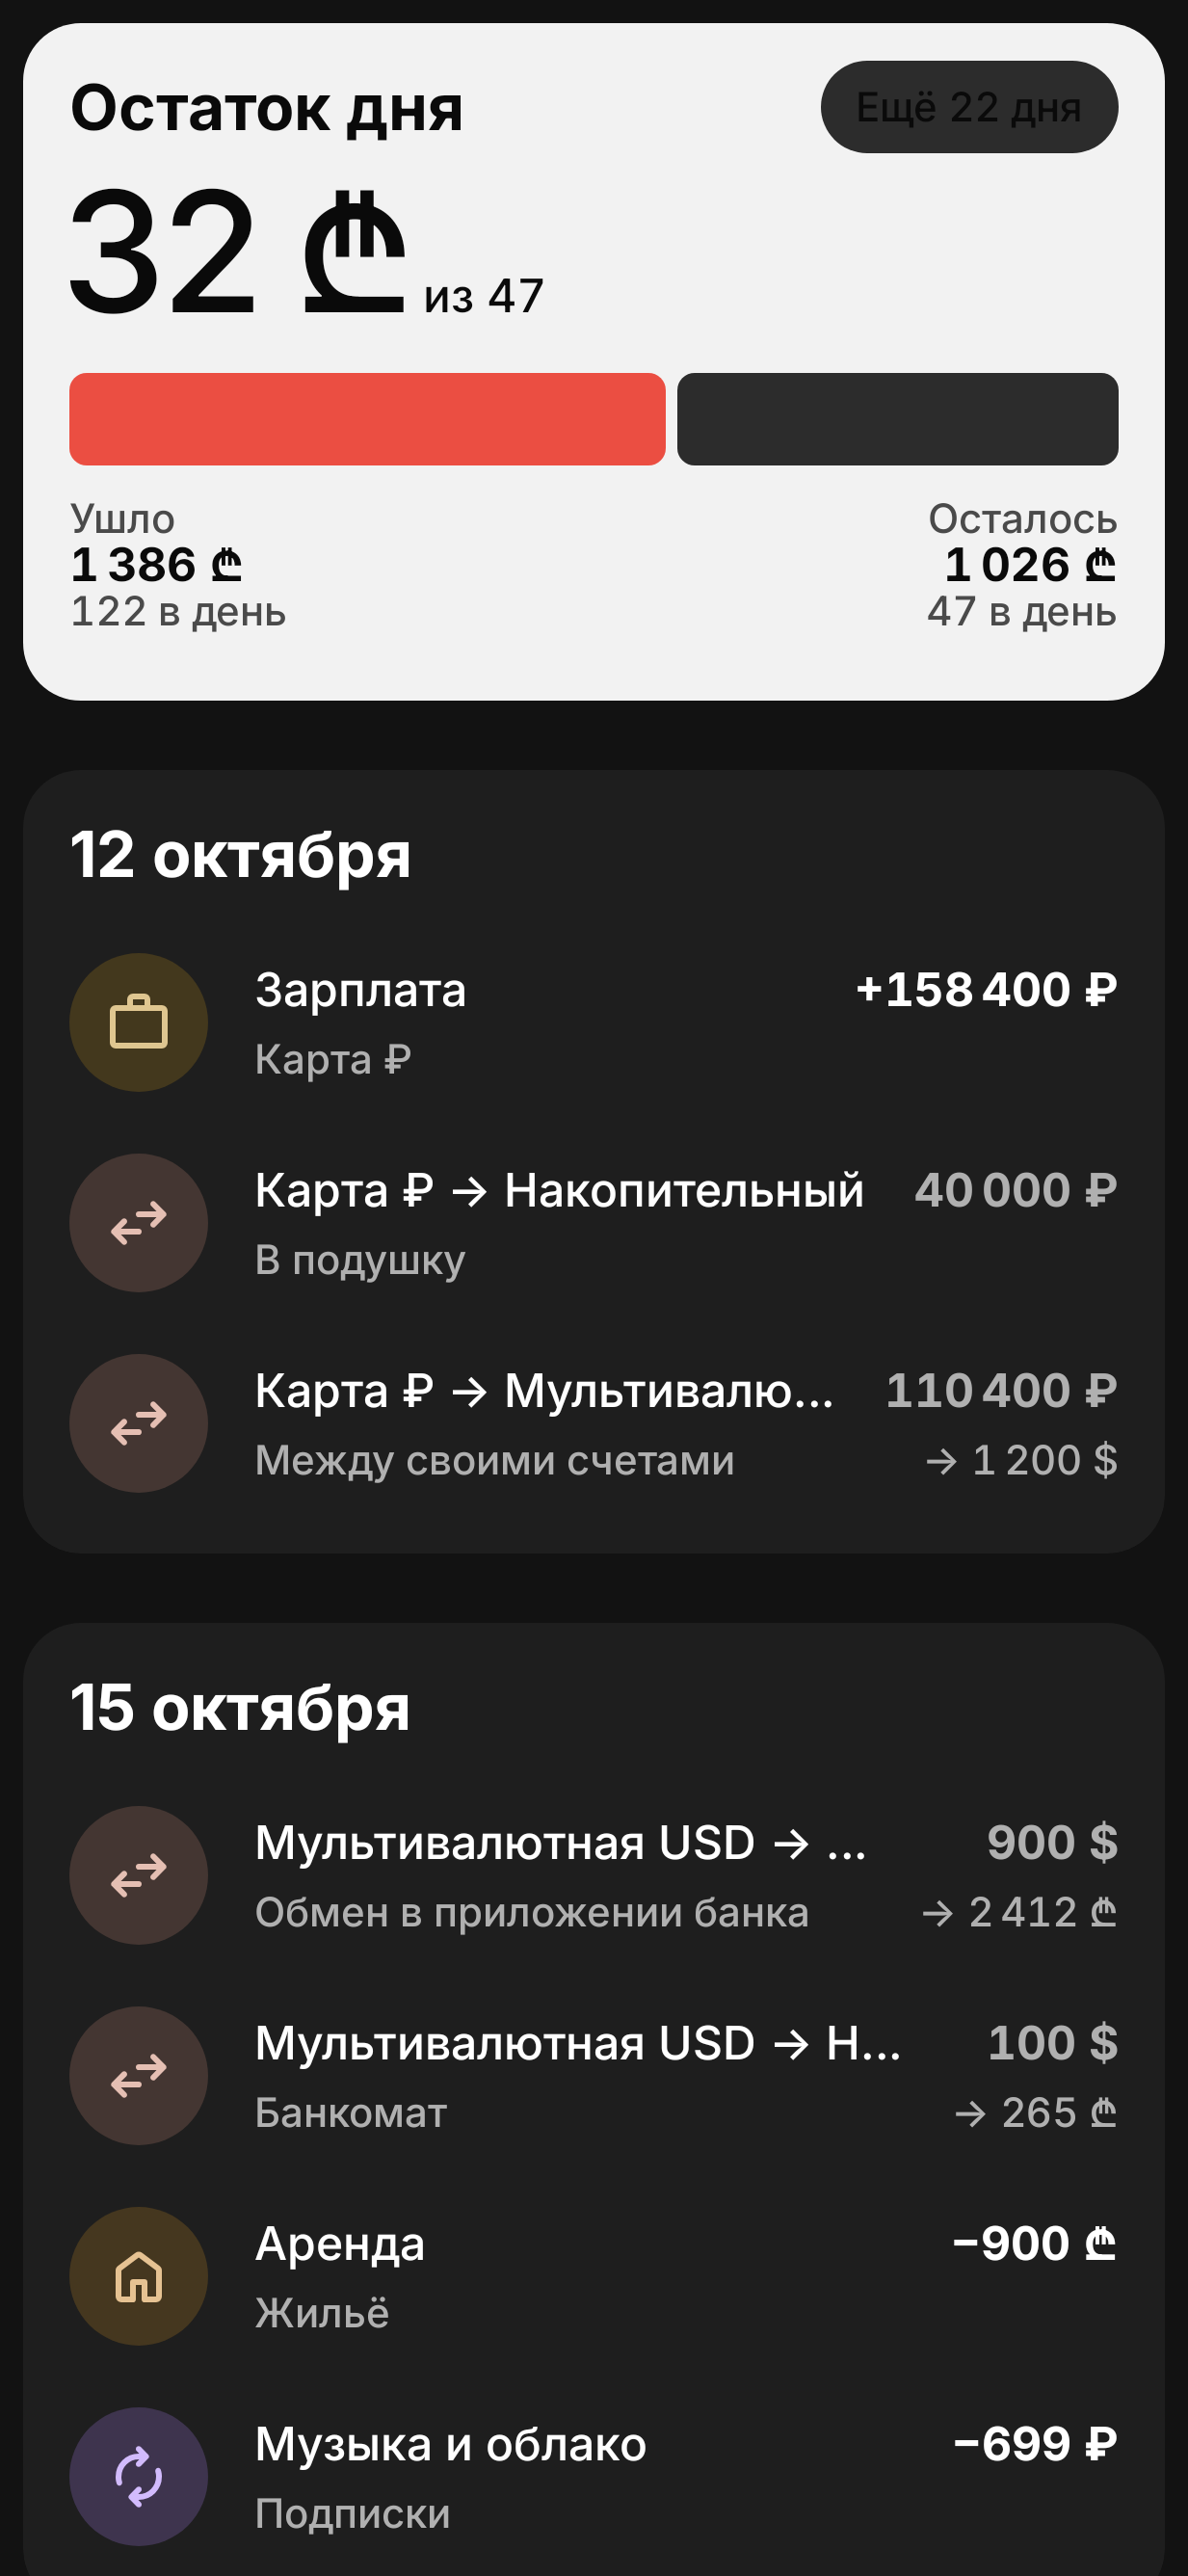 Остаток дня
Ещё 22 дня
32 ₾ из 47
Ушло
Осталось
1 386 ₾
1 026 ₾
122 в день
47 в день
12 октября
Зарплата
+158 400 ₽
Карта ₽
Карта ₽ → Накопительный
40 000 ₽
В подушку
Карта ₽ → Мультивалю...
110 400 ₽
Между своими счетами
→ 1 200 $
15 октября
Мультивалютная USD → ...
900 $
Обмен в приложении банка
→ 2 412 ₾
Мультивалютная USD → Н...
100 $
Банкомат
→ 265 ₾
Аренда
−900 ₾
Жильё
Музыка и облако
−699 ₽
Подписки